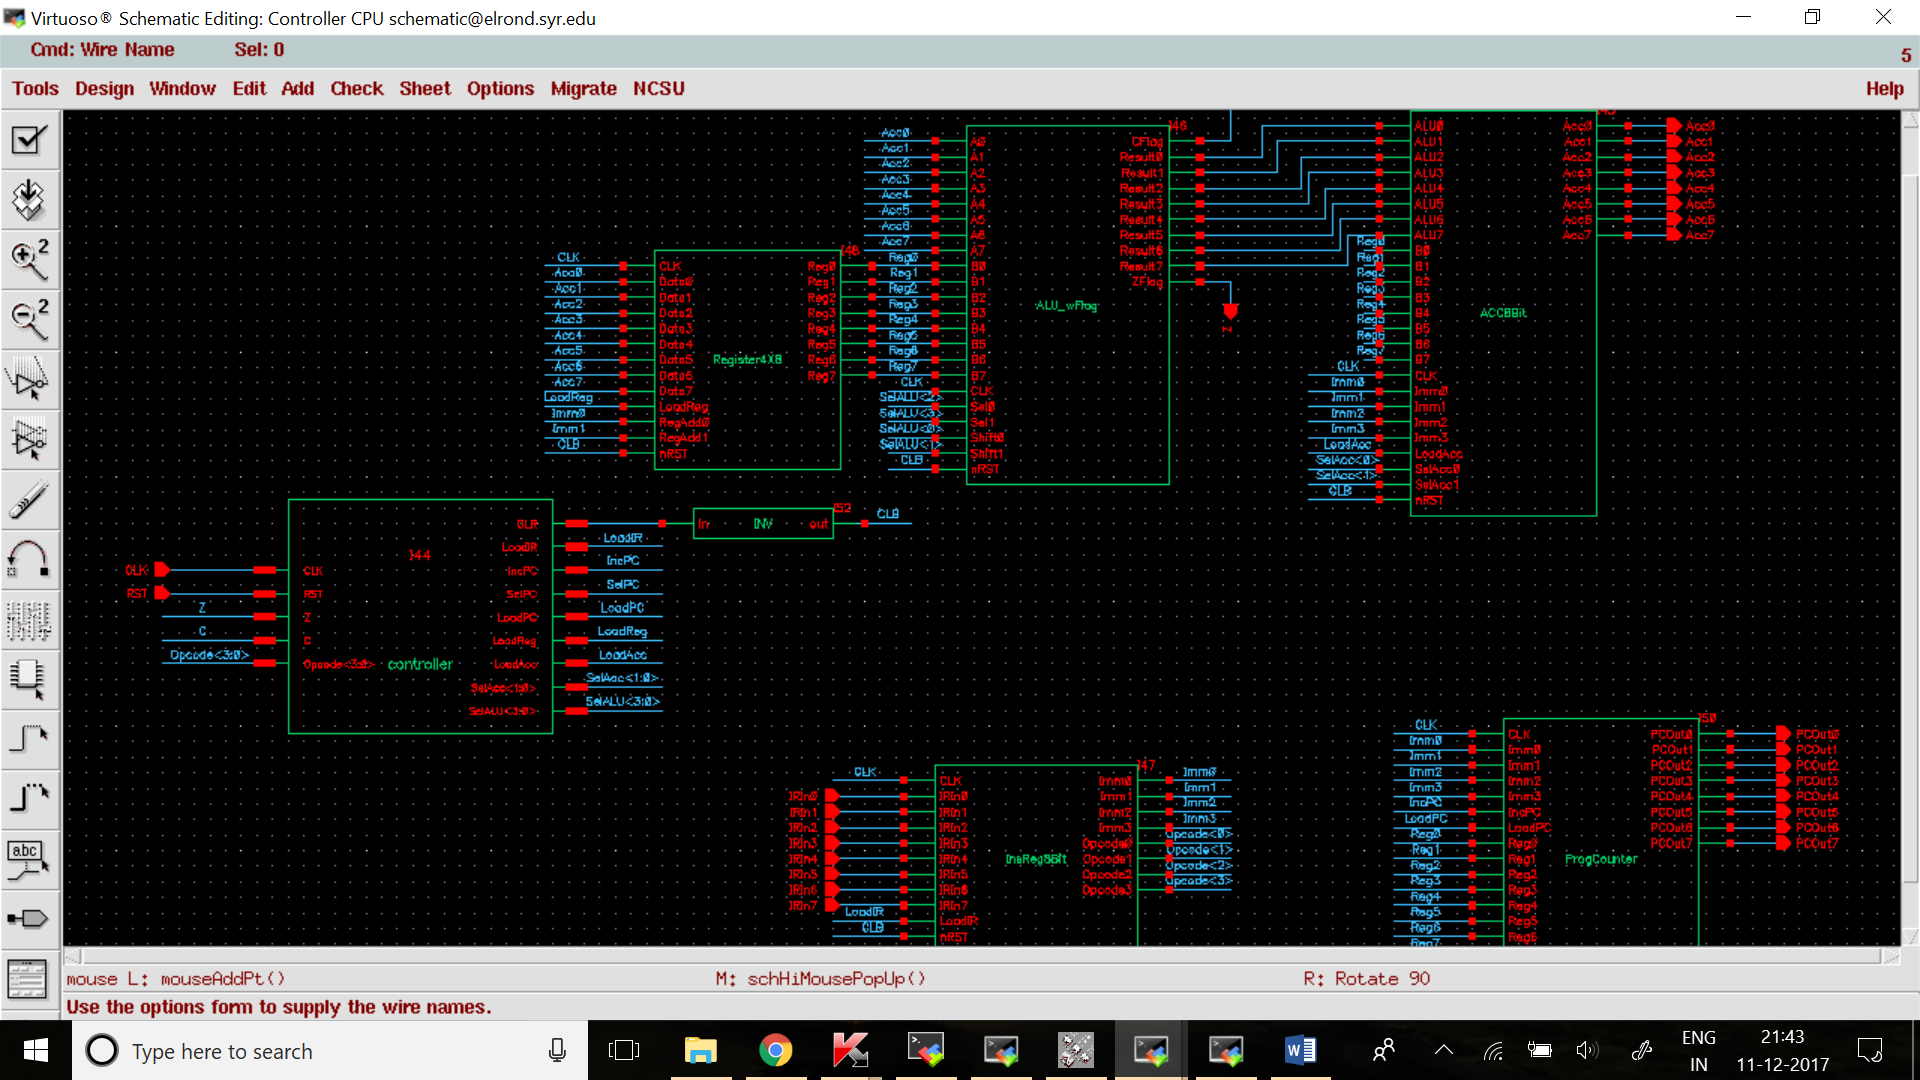 Virtuoso® Schematic Editing: Controller CPU schematic@elrond.syr.edu
Cmd: Wire Name Sel: 0 5
Tools Design Window Edit Add Check Sheet Options Migrate NCSU Help
CLK
Acc0
Acc1
Acc2
Acc3
Acc4
Acc5
Acc6
Acc7
LoadReg
Imm0
Imm1
CLB
CLK
Data0
Data1
Data2
Data3
Data4
Data5
Data6
Data7
LoadReg
RegAdd0
RegAdd1
nRST
Register4X8
I48
Reg0
Reg1
Reg2
Reg3
Reg4
Reg5
Reg6
Reg7
Acc0
Acc1
Acc2
Acc3
Acc4
Acc5
Acc6
Acc7
Reg0
Reg1
Reg2
Reg3
Reg4
Reg5
Reg6
Reg7
CLK
SelALU<2>
SelALU<3>
SelALU<0>
SelALU<1>
CLB
A0
A1
A2
A3
A4
A5
A6
A7
B0
B1
B2
B3
B4
B5
B6
B7
CLK
Sel0
Sel1
Shift0
Shift1
nRST
ALU_wFlag
I46
CFlag
Result0
Result1
Result2
Result3
Result4
Result5
Result6
Result7
ZFlag
Z
Reg0
Reg1
Reg2
Reg3
Reg4
Reg5
Reg6
Reg7
CLK
Imm0
Imm1
Imm2
Imm3
LoadAcc
SelAcc<0>
SelAcc<1>
CLB
ALU0
ALU1
ALU2
ALU3
ALU4
ALU5
ALU6
ALU7
B0
B1
B2
B3
B4
B5
B6
B7
CLK
Imm0
Imm1
Imm2
Imm3
LoadAcc
SelAcc0
SelAcc1
nRST
ACC8Bit
Acc0
Acc1
Acc2
Acc3
Acc4
Acc5
Acc6
Acc7
Acc0
Acc1
Acc2
Acc3
Acc4
Acc5
Acc6
Acc7
CLK
RST
Z
C
Opcode<3:0>
CLK
RST
Z
C
Opcode<3:0>
I44
controller
CLR
LoadIR
IncPC
SelPC
LoadPC
LoadReg
LoadAcc
SelAcc<1:0>
SelALU<3:0>
LoadIR
IncPC
SelPC
LoadPC
LoadReg
LoadAcc
SelAcc<1:0>
SelALU<3:0>
In INV out
I52
CLB
CLK
IRIn0
IRIn1
IRIn2
IRIn3
IRIn4
IRIn5
IRIn6
IRIn7
LoadIR
CLB
CLK
IRIn0
IRIn1
IRIn2
IRIn3
IRIn4
IRIn5
IRIn6
IRIn7
LoadIR
nRST
InsReg8Bit
I47
Imm0
Imm1
Imm2
Imm3
Opcode0
Opcode1
Opcode2
Opcode3
Imm0
Imm1
Imm2
Imm3
Opcode<0>
Opcode<1>
Opcode<2>
Opcode<3>
CLK
Imm0
Imm1
Imm2
Imm3
IncPC
LoadPC
Reg0
Reg1
Reg2
Reg3
Reg4
Reg5
Reg6
Reg7
CLK
Imm0
Imm1
Imm2
Imm3
IncPC
LoadPC
Reg0
Reg1
Reg2
Reg3
Reg4
Reg5
Reg6
ProgCounter
I50
PCOut0
PCOut1
PCOut2
PCOut3
PCOut4
PCOut5
PCOut6
PCOut7
PCOut0
PCOut1
PCOut2
PCOut3
PCOut4
PCOut5
PCOut6
PCOut7
2
2
abc
mouse L: mouseAddPt() M: schHiMousePopUp() R: Rotate 90
Use the options form to supply the wire names.
Type here to search
ENG
IN
21:43
11-12-2017